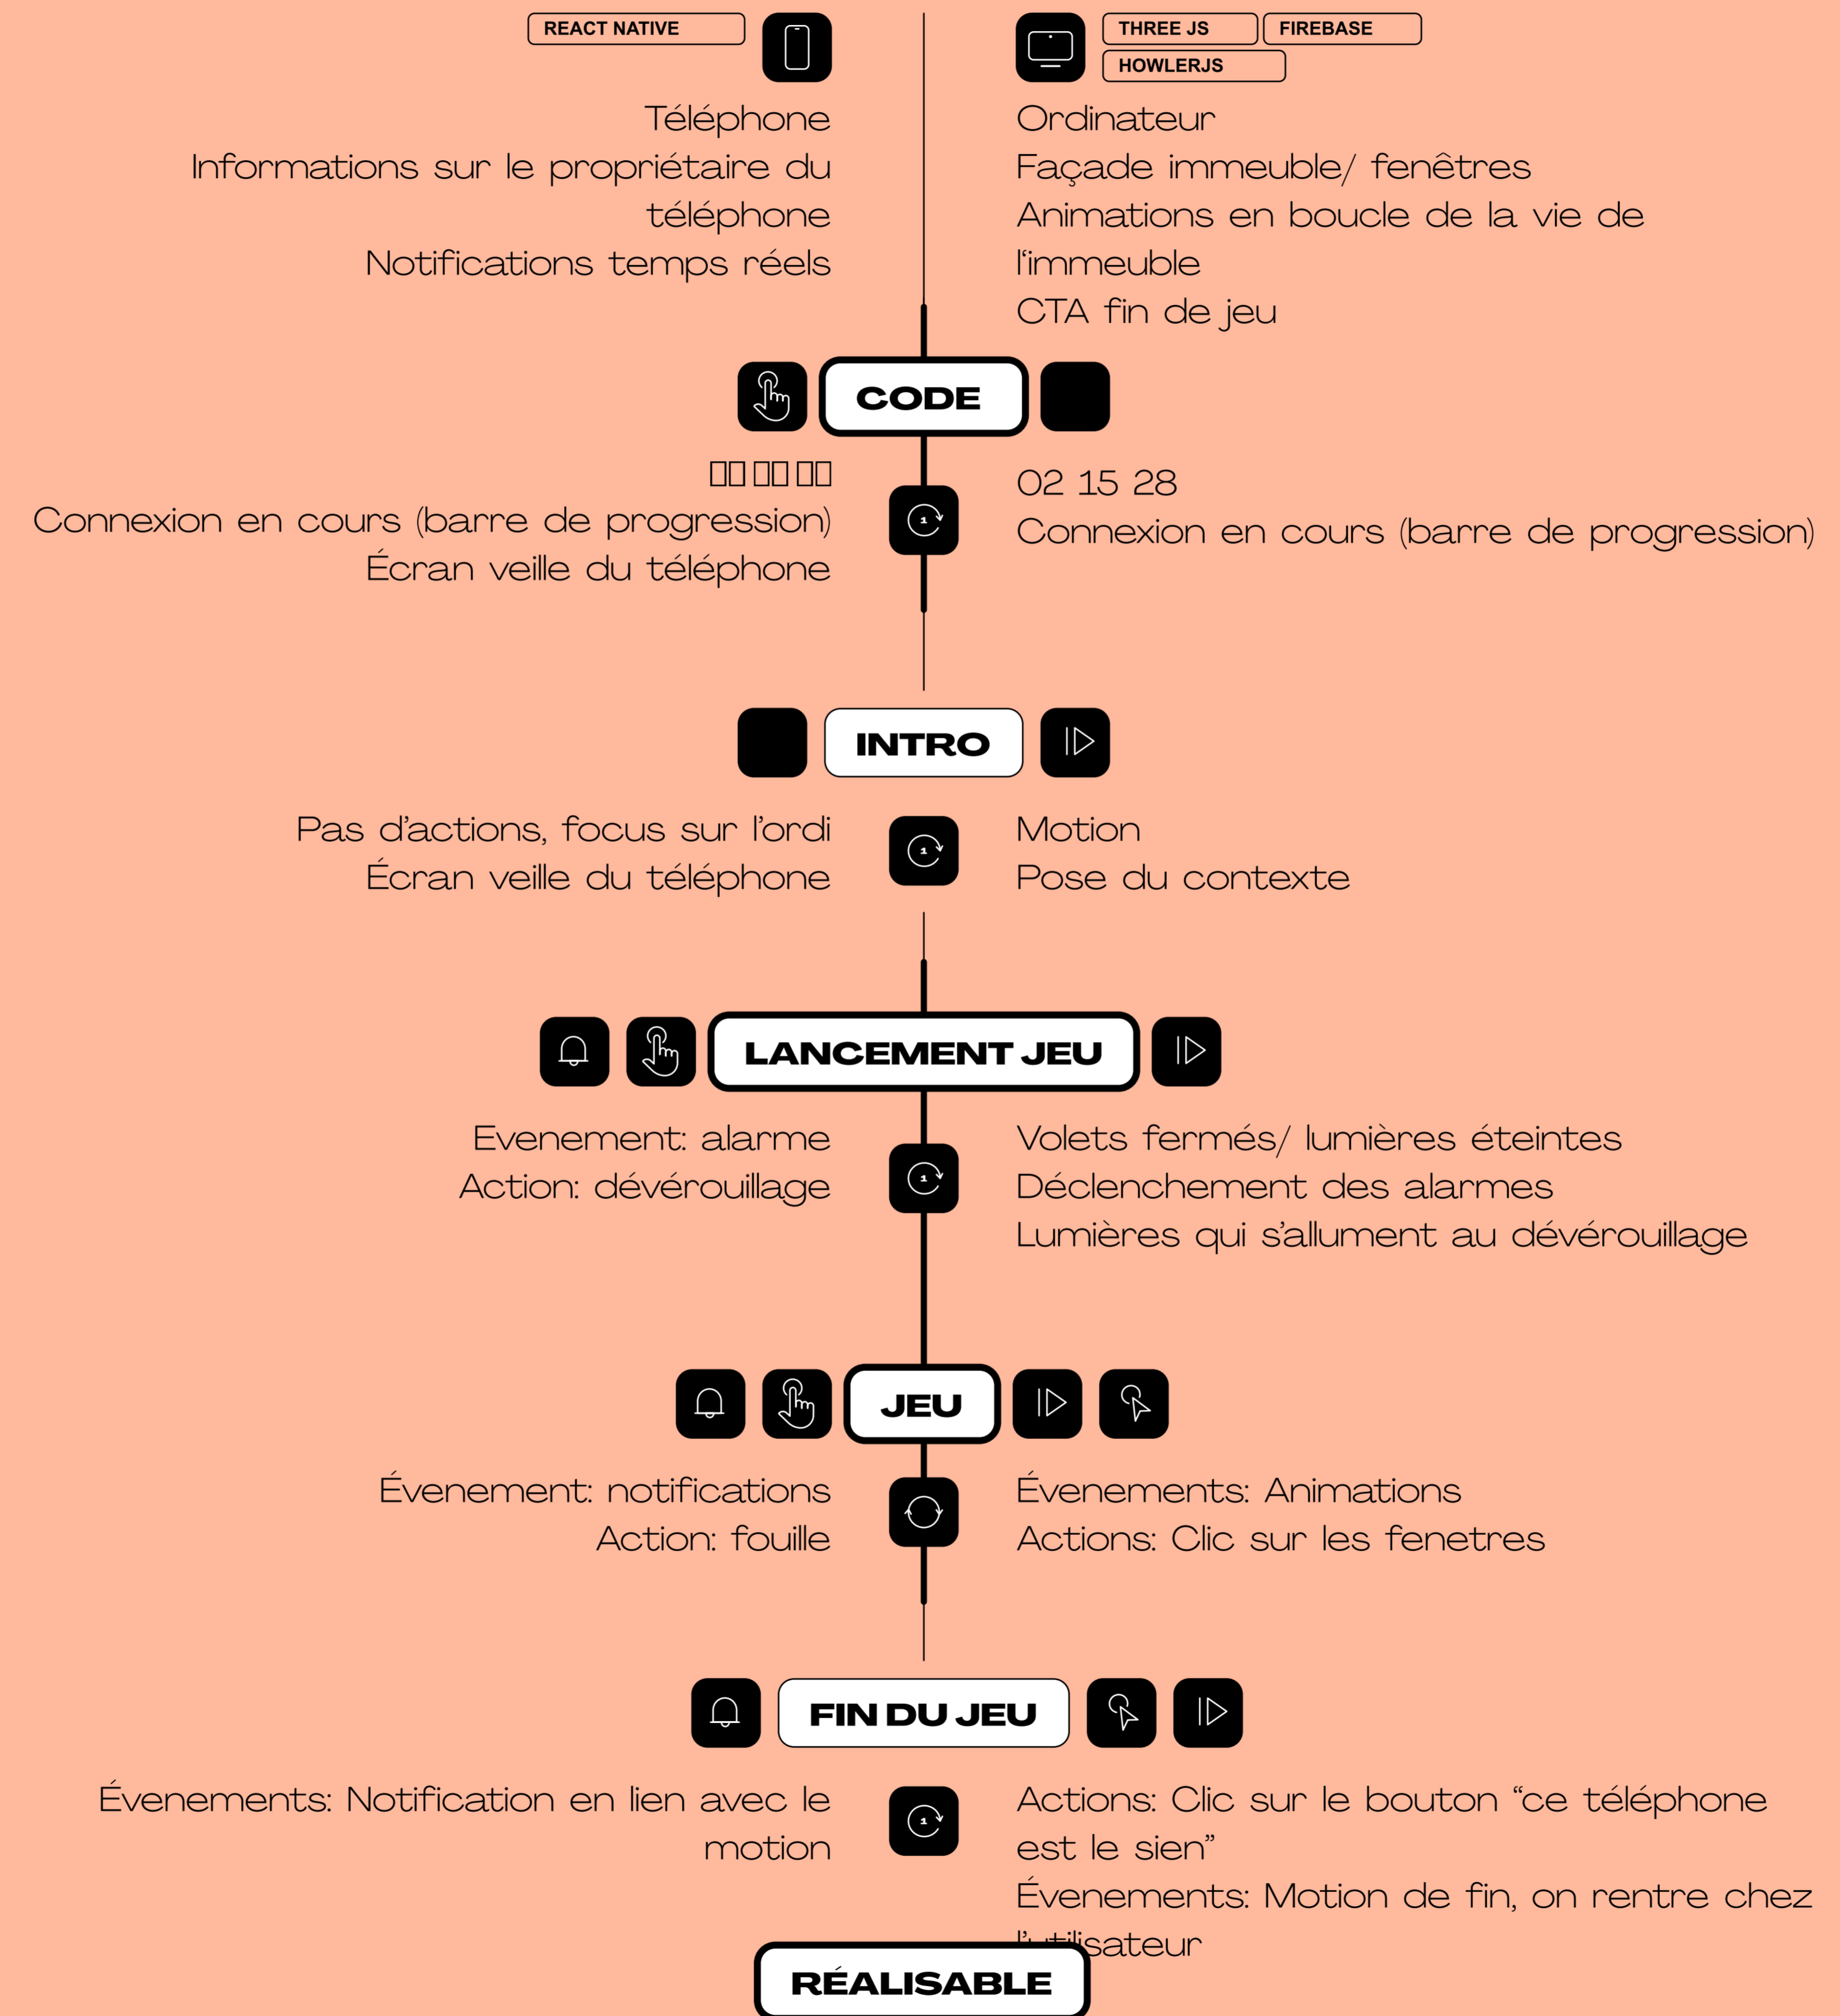 REACT NATIVE
THREE JS
FIREBASE
HOWLERJS
Téléphone
Informations sur le propriétaire du
téléphone
Notifications temps réels
Ordinateur
Façade immeuble/ fenêtres
Animations en boucle de la vie de
l‘immeuble
CTA fin de jeu
CODE
Connexion en cours (barre de progression)
Écran veille du téléphone
1
02 15 28
Connexion en cours (barre de progression)
INTRO
Pas d’actions, focus sur l’ordi
Écran veille du téléphone
1
Motion
Pose du contexte
LANCEMENT JEU
Evenement: alarme
Action: dévérouillage
1
Volets fermés/ lumières éteintes
Déclenchement des alarmes
Lumières qui s’allument au dévérouillage
JEU
Évenement: notifications
Action: fouille
Évenements: Animations
Actions: Clic sur les fenetres
FIN DU JEU
Évenements: Notification en lien avec le
motion
1
Actions: Clic sur le bouton “ce téléphone
est le sien”
Évenements: Motion de fin, on rentre chez
l’utilisateur
RÉALISABLE